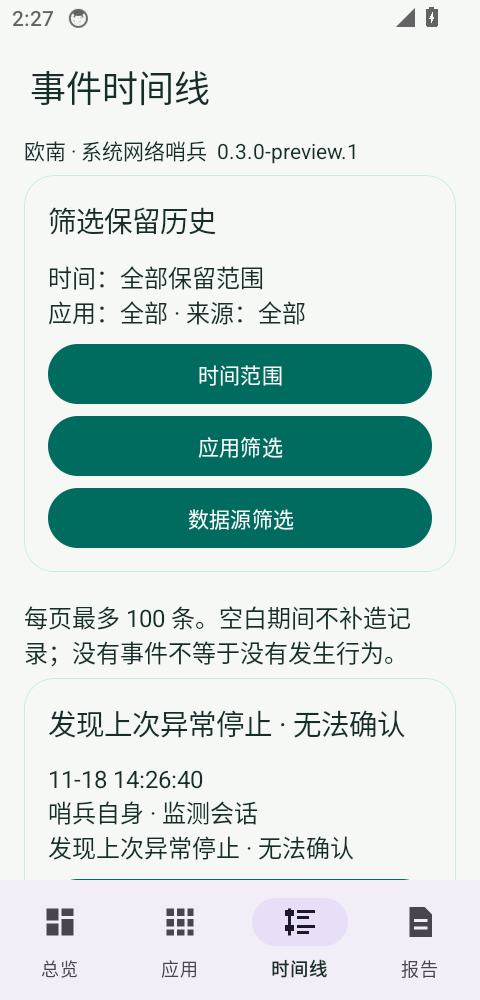 2:27
事件时间线
欧南 · 系统网络哨兵 0.3.0-preview.1
筛选保留历史
时间：全部保留范围
应用：全部 · 来源：全部
时间范围
应用筛选
数据源筛选
每页最多 100 条。空白期间不补造记
录；没有事件不等于没有发生行为。
发现上次异常停止 · 无法确认
11-18 14:26:40
哨兵自身 · 监测会话
发现上次异常停止 · 无法确认
总览
应用
时间线
报告